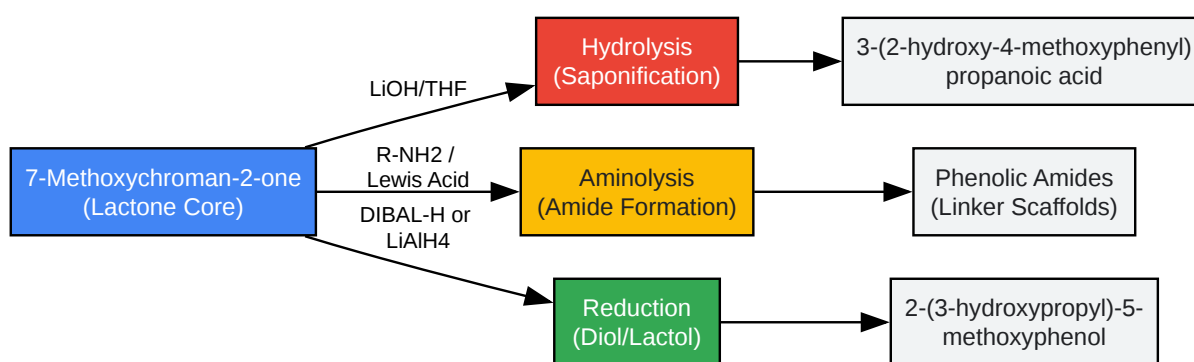 7-Methoxychroman-2-one
(Lactone Core)
LiOH/THF
R-NH2 /
Lewis Acid
DIBAL-H or
LiAlH4
Hydrolysis
(Saponification)
3-(2-hydroxy-4-methoxyphenyl)
propanoic acid
Aminolysis
(Amide Formation)
Phenolic Amides
(Linker Scaffolds)
Reduction
(Diol/Lactol)
2-(3-hydroxypropyl)-5-
methoxyphenol